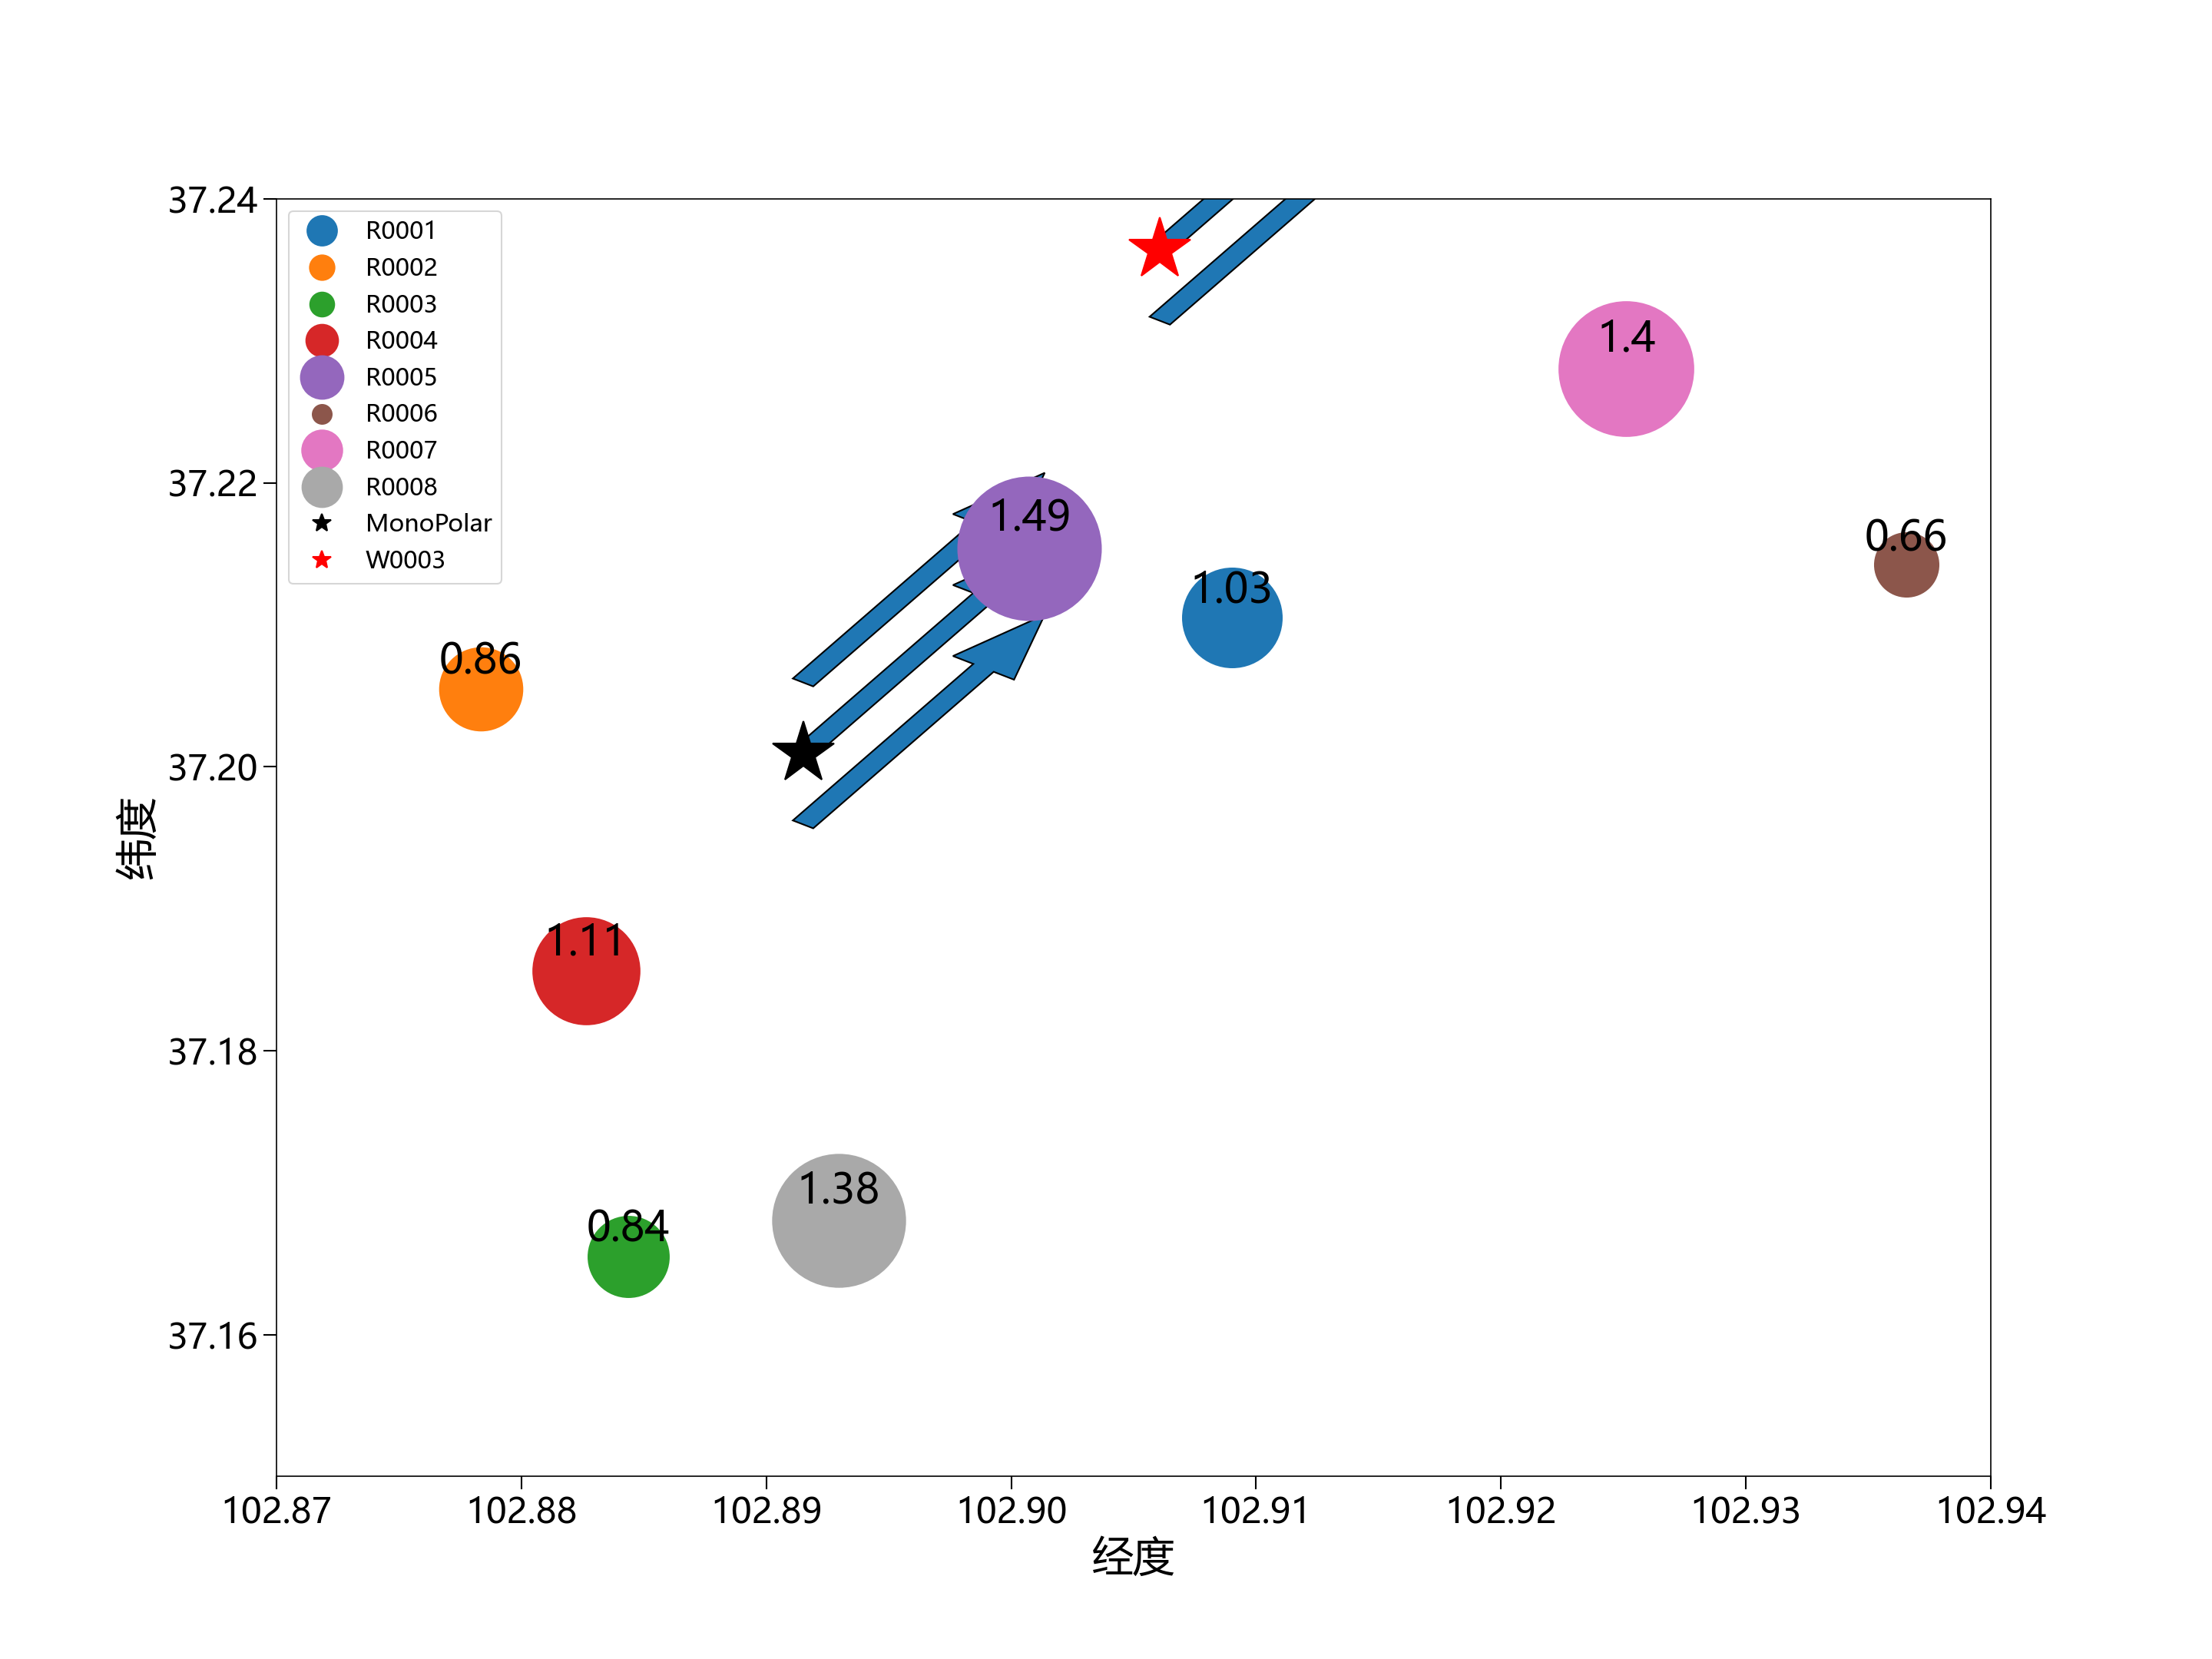 37.24
37.22
37.20
37.18
37.16
纬度
R0001
R0002
R0003
R0004
R0005
R0006
R0007
R0008
MonoPolar
W0003
1.4
1.49
0.66
1.03
0.86
1.11
1.38
0.84
102.87 102.88 102.89 102.90 102.91 102.92 102.93 102.94
经度